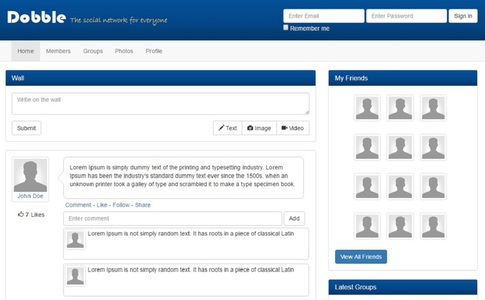 Dobble The social network for everyone
Enter Email Enter Password Sign in
Remember me
Home Members Groups Photos Profile
Wall
Write on the wall
Submit Text Image Video
Lorem Ipsum is simply dummy text of the printing and typesetting industry. Lorem
Ipsum has been the industry's standard dummy text ever since the 1500s, when an
unknown printer took a galley of type and scrambled it to make a type specimen book.
John Doe
7 Likes
Comment - Like - Follow - Share
Enter comment Add
Lorem Ipsum is not simply random text. It has roots in a piece of classical Latin
Lorem Ipsum is not simply random text. It has roots in a piece of classical Latin
My Friends
View All Friends
Latest Groups